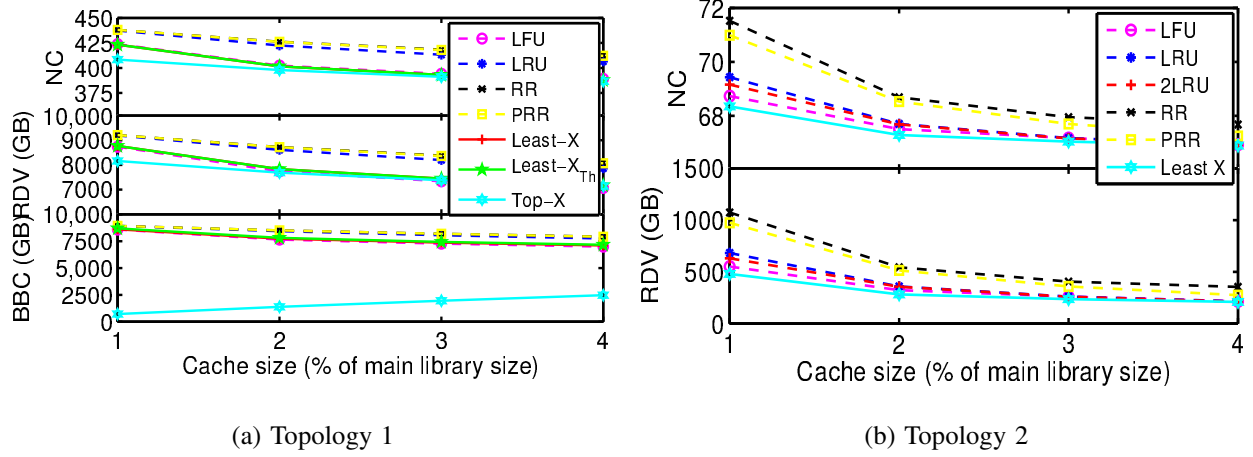 450
425
400
375
NC
10,000
9000
8000
7000
RDV (GB)
10,000
7500
5,000
2500
0
BBC (GB)
1
2
3
4
Cache size (% of main library size)
LFU
LRU
RR
PRR
Least-X
Least-XTh
Top-X
(a) Topology 1
72
70
68
NC
1500
1000
500
0
RDV (GB)
1
2
3
4
Cache size (% of main library size)
LFU
LRU
2LRU
RR
PRR
Least X
(b) Topology 2